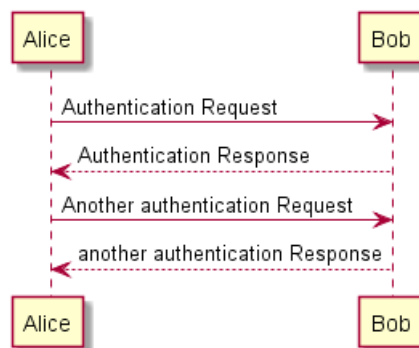 Alice Bob
Authentication Request
Authentication Response
Another authentication Request
another authentication Response
Alice Bob